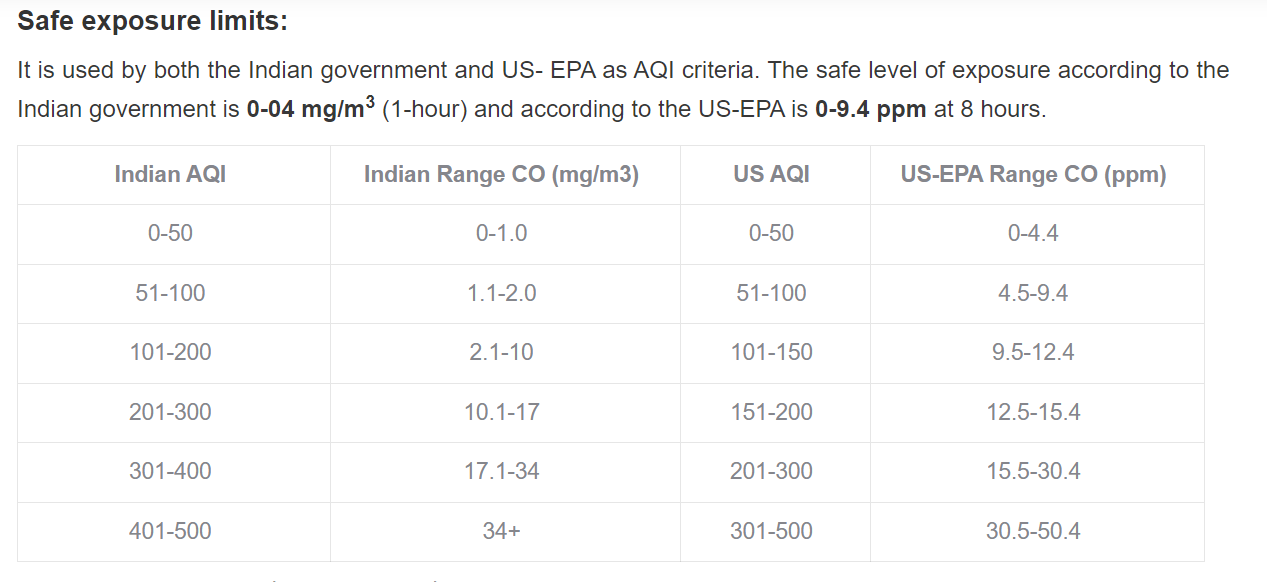 Safe exposure limits:
It is used by both the Indian government and US- EPA as AQI criteria. The safe level of exposure according to the
Indian government is 0-04 mg/m³ (1-hour) and according to the US-EPA is 0-9.4 ppm at 8 hours.
Indian AQI Indian Range CO (mg/m3) US AQI US-EPA Range CO (ppm)
0-50 0-1.0 0-50 0-4.4
51-100 1.1-2.0 51-100 4.5-9.4
101-200 2.1-10 101-150 9.5-12.4
201-300 10.1-17 151-200 12.5-15.4
301-400 17.1-34 201-300 15.5-30.4
401-500 34+ 301-500 30.5-50.4